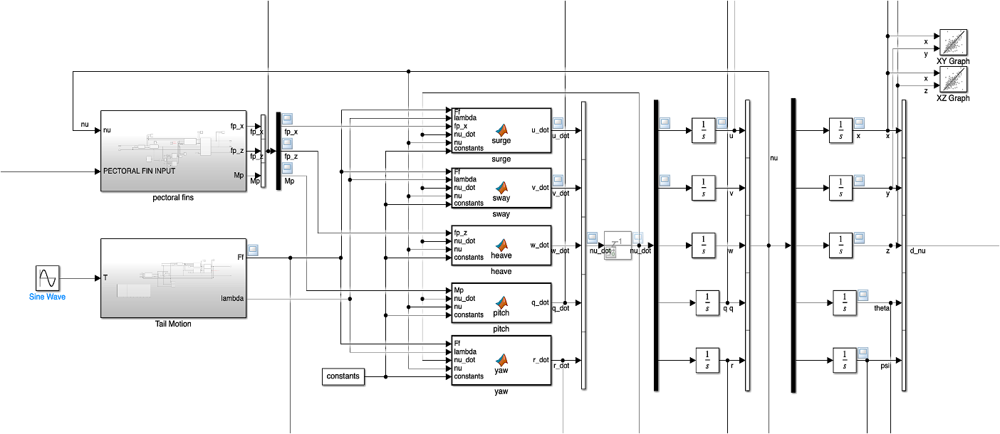 x
y
XY Graph
x
z
XZ Graph
nu
nu
PECTORAL FIN INPUT
fp_x
fp_z
Mp
pectoral fins
fp_x
fp_z
Mp
fp_x
fp_z
Mp
Ff
lambda
fp_x
nu_dot
nu
constants
surge
u_dot
surge
u_dot
Ff
lambda
nu_dot
nu
constants
sway
v_dot
sway
v_dot
fp_z
nu_dot
nu
constants
heave
w_dot
heave
w_dot
Mp
nu_dot
nu
constants
pitch
q_dot
pitch
q_dot
Ff
lambda
nu_dot
nu
constants
yaw
r_dot
yaw
r_dot
Sine Wave
T
Ff
lambda
Tail Motion
constants
nu_dot
nu_dot
1
s
u
1
s
v
1
s
w
1
s
q q
1
s
r
nu
1
s
x
x
1
s
y
1
s
z
1
s
theta
1
s
psi
d_nu